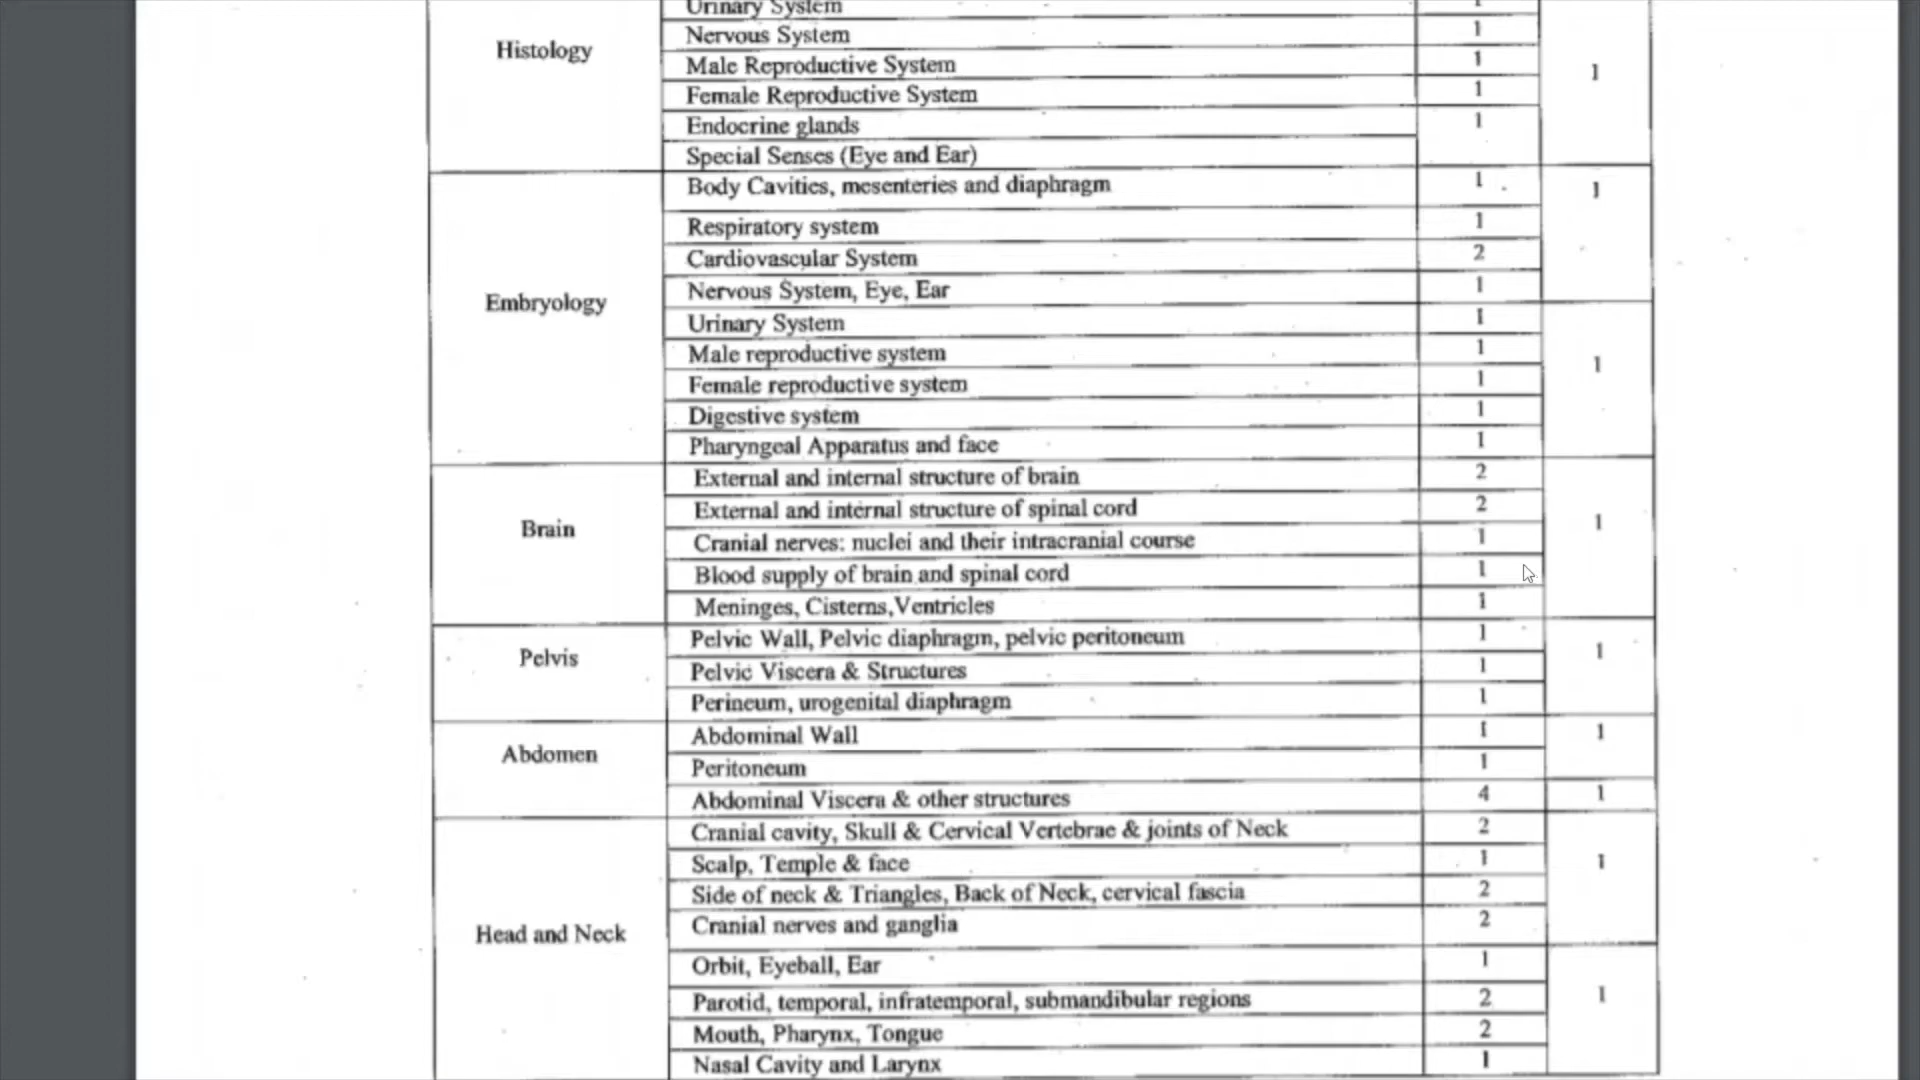 Urinary System 1
Nervous System 1
Histology
Male Reproductive System 1
1
Female Reproductive System 1
Endocrine glands 1
Special Senses (Eye and Ear)
Body Cavities, mesenteries and diaphragm 1 1
Respiratory system 1
Cardiovascular System 2
Nervous System, Eye, Ear 1
Embryology
Urinary System 1
Male reproductive system 1
1
Female reproductive system 1
Digestive system 1
Pharyngeal Apparatus and face 1
External and internal structure of brain 2
External and internal structure of spinal cord 2
Brain 1
Cranial nerves: nuclei and their intracranial course 1
Blood supply of brain and spinal cord 1
Meninges, Cisterns,Ventricles 1
Pelvic Wall, Pelvic diaphragm, pelvic peritoneum 1
Pelvis 1
Pelvic Viscera & Structures 1
Perineum, urogenital diaphragm 1
Abdominal Wall 1 1
Abdomen
Peritoneum 1
Abdominal Viscera & other structures 4 1
Cranial cavity, Skull & Cervical Vertebrae & joints of Neck 2
Scalp, Temple & face 1 1
Side of neck & Triangles, Back of Neck, cervical fascia 2
Cranial nerves and ganglia 2
Head and Neck
Orbit, Eyeball, Ear 1
Parotid, temporal, infratemporal, submandibular regions 2 1
Mouth, Pharynx, Tongue 2
Nasal Cavity and Larynx 1